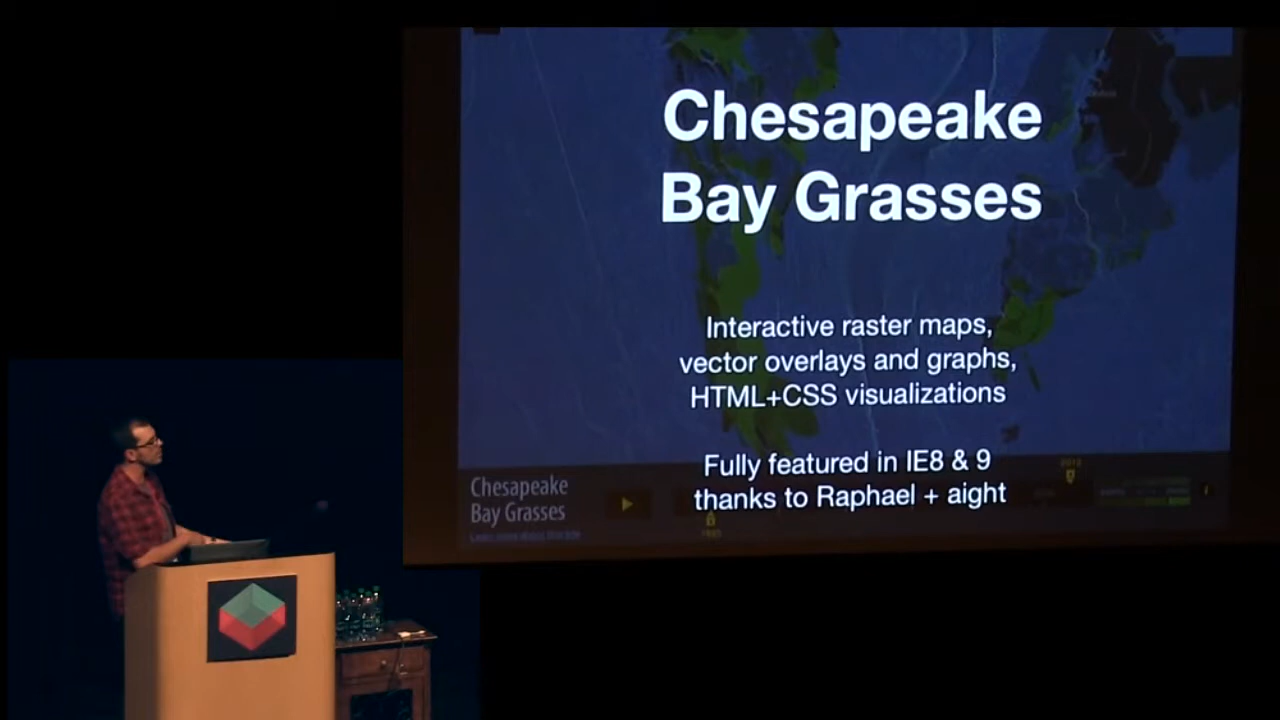 Chesapeake
Bay Grasses
Interactive raster maps,
vector overlays and graphs,
HTML+CSS visualizations
Fully featured in IE8 & 9
thanks to Raphael + aight
Chesapeake
Bay Grasses